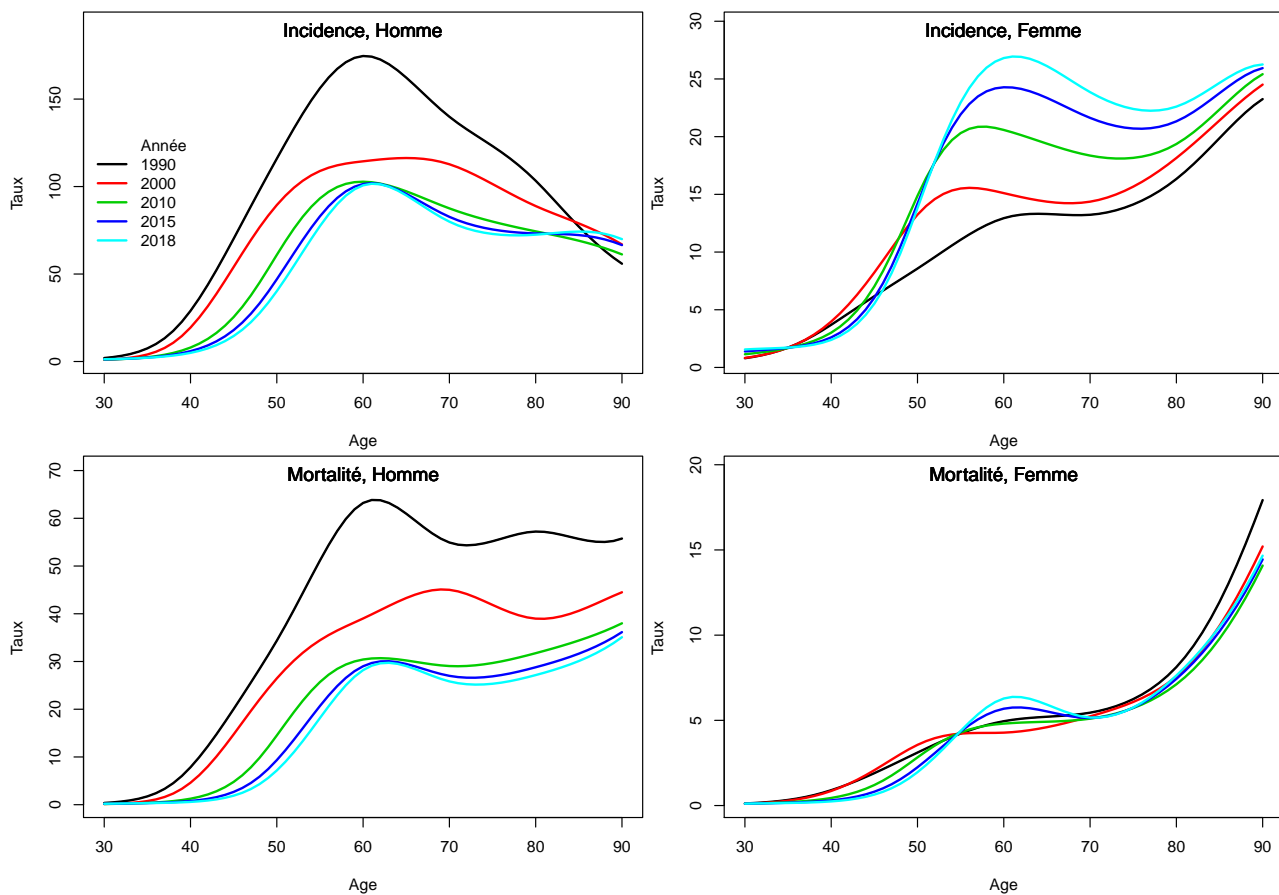 Incidence, Homme
Taux
0 50 100 150
Année
1990
2000
2010
2015
2018
30 40 50 60 70 80 90
Age
Incidence, Femme
Taux
0 5 10 15 20 25 30
30 40 50 60 70 80 90
Age
Mortalité, Homme
Taux
0 10 20 30 40 50 60 70
30 40 50 60 70 80 90
Age
Mortalité, Femme
Taux
0 5 10 15 20
30 40 50 60 70 80 90
Age